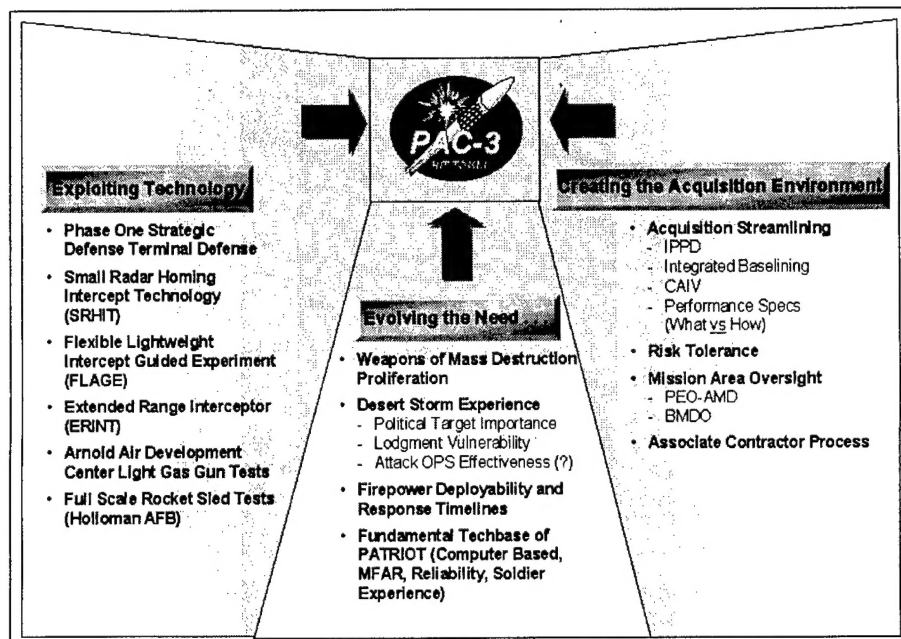 PAC-3
Exploiting Technology
• Phase One Strategic
Defense Terminal Defense
• Small Radar Homing
Intercept Technology
(SRHIT)
• Flexible Lightweight
Intercept Guided Experiment
(FLAGE)
• Extended Range Interceptor
(ERINT)
• Arnold Air Development
Center Light Gas Gun Tests
• Full Scale Rocket Sled Tests
(Holloman AFB)
Evolving the Need
• Weapons of Mass Destruction
Proliferation
• Desert Storm Experience
- Political Target Importance
- Lodgment Vulnerability
- Attack OPS Effectiveness (?)
• Firepower Deployability and
Response Timelines
• Fundamental Techbase of
PATRIOT (Computer Based,
MFAR, Reliability, Soldier
Experience)
Creating the Acquisition Environment
• Acquisition Streamlining
- IPPD
- Integrated Baselining
- CAIV
- Performance Specs
(What vs How)
• Risk Tolerance
• Mission Area Oversight
- PEO-AMD
- BMDO
• Associate Contractor Process